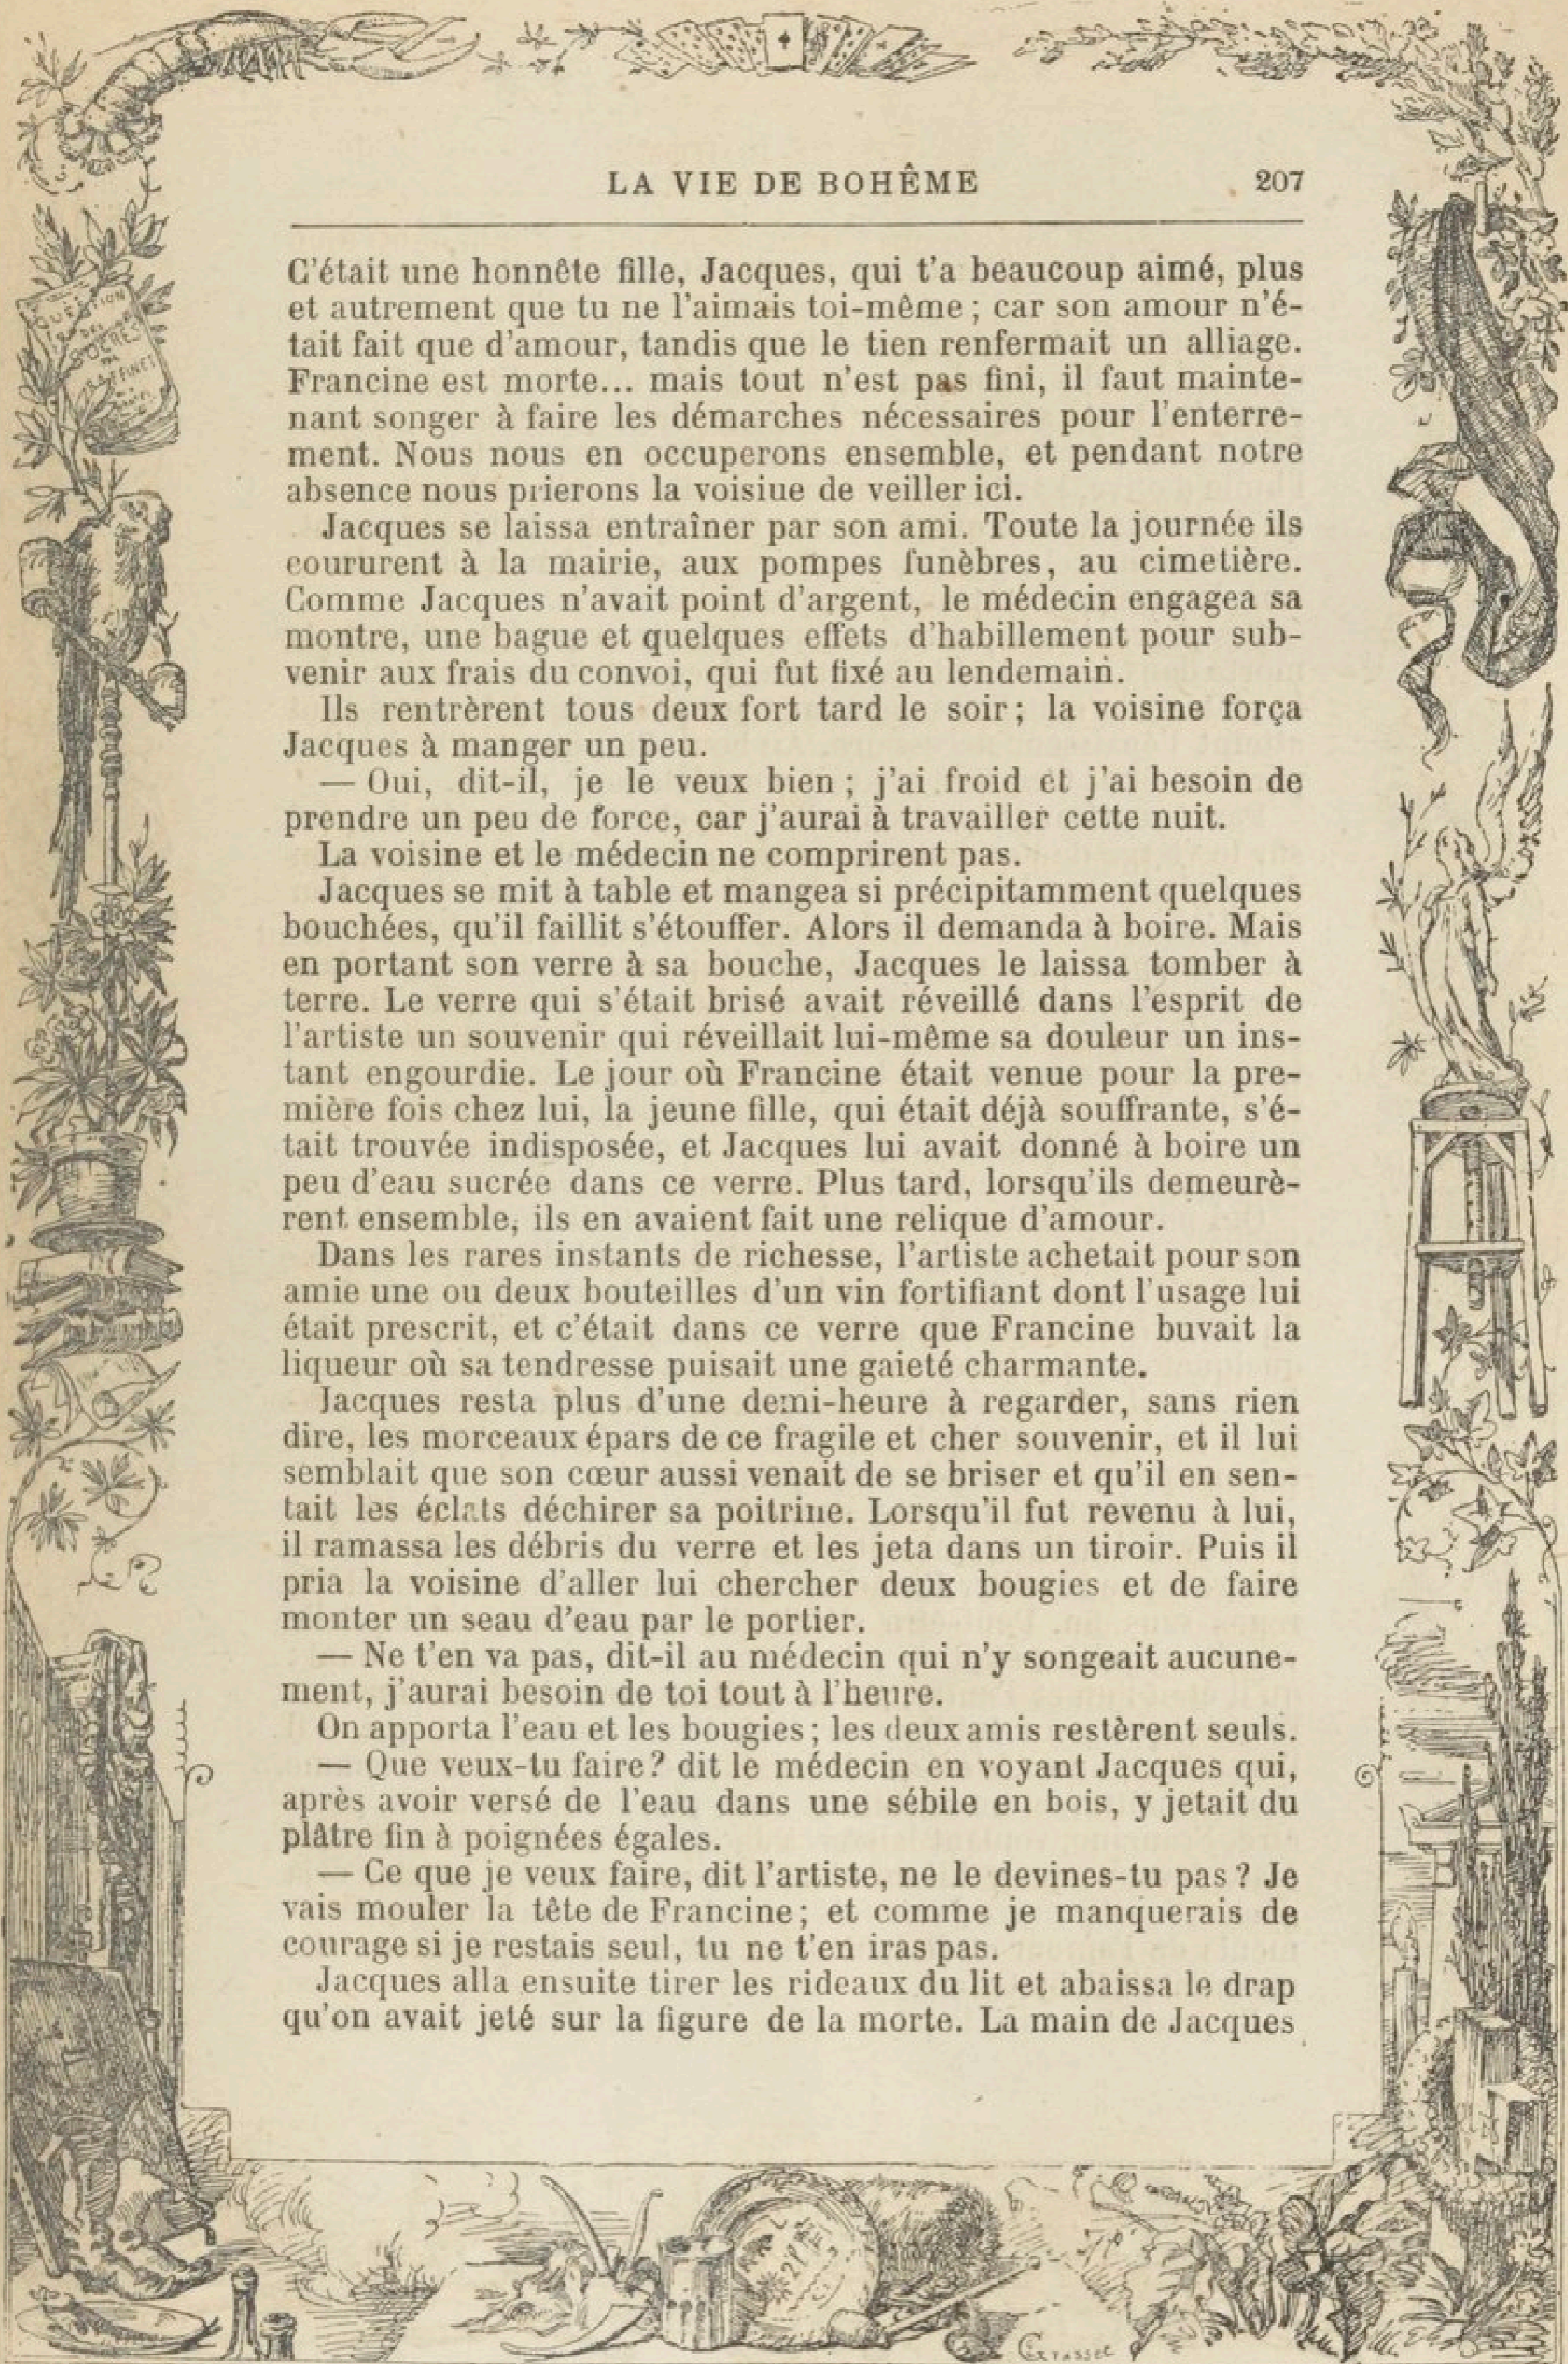 LA VIE DE BOHÊME 207
C'était une honnête fille, Jacques, qui t'a beaucoup aimé, plus
et autrement que tu ne l'aimais toi-même ; car son amour n'é-
tait fait que d'amour, tandis que le tien renfermait un alliage.
Francine est morte... mais tout n'est pas fini, il faut mainte-
nant songer à faire les démarches nécessaires pour l'enterre-
ment. Nous nous en occuperons ensemble, et pendant notre
absence nous prierons la voisiue de veiller ici.
Jacques se laissa entraîner par son ami. Toute la journée ils
coururent à la mairie, aux pompes funèbres, au cimetière.
Comme Jacques n'avait point d'argent, le médecin engagea sa
montre, une bague et quelques effets d'habillement pour sub-
venir aux frais du convoi, qui fut fixé au lendemain.
Ils rentrèrent tous deux fort tard le soir ; la voisine força
Jacques à manger un peu.
— Oui, dit-il, je le veux bien ; j'ai froid et j'ai besoin de
prendre un peu de force, car j'aurai à travailler cette nuit.
La voisine et le médecin ne comprirent pas.
Jacques se mit à table et mangea si précipitamment quelques
bouchées, qu'il faillit s'étouffer. Alors il demanda à boire. Mais
en portant son verre à sa bouche, Jacques le laissa tomber à
terre. Le verre qui s'était brisé avait réveillé dans l'esprit de
l'artiste un souvenir qui réveillait lui-même sa douleur un ins-
tant engourdie. Le jour où Francine était venue pour la pre-
mière fois chez lui, la jeune fille, qui était déjà souffrante, s'é-
tait trouvée indisposée, et Jacques lui avait donné à boire un
peu d'eau sucrée dans ce verre. Plus tard, lorsqu'ils demeurè-
rent ensemble, ils en avaient fait une relique d'amour.
Dans les rares instants de richesse, l'artiste achetait pour son
amie une ou deux bouteilles d'un vin fortifiant dont l'usage lui
était prescrit, et c'était dans ce verre que Francine buvait la
liqueur où sa tendresse puisait une gaieté charmante.
Jacques resta plus d'une demi-heure à regarder, sans rien
dire, les morceaux épars de ce fragile et cher souvenir, et il lui
semblait que son cœur aussi venait de se briser et qu'il en sen-
tait les éclats déchirer sa poitrine. Lorsqu'il fut revenu à lui,
il ramassa les débris du verre et les jeta dans un tiroir. Puis il
pria la voisine d'aller lui chercher deux bougies et de faire
monter un seau d'eau par le portier.
— Ne t'en va pas, dit-il au médecin qui n'y songeait aucune-
ment, j'aurai besoin de toi tout à l'heure.
On apporta l'eau et les bougies ; les deux amis restèrent seuls.
— Que veux-tu faire? dit le médecin en voyant Jacques qui,
après avoir versé de l'eau dans une sébile en bois, y jetait du
plâtre fin à poignées égales.
— Ce que je veux faire, dit l'artiste, ne le devines-tu pas ? Je
vais mouler la tête de Francine ; et comme je manquerais de
courage si je restais seul, tu ne t'en iras pas.
Jacques alla ensuite tirer les rideaux du lit et abaissa le drap
qu'on avait jeté sur la figure de la morte. La main de Jacques